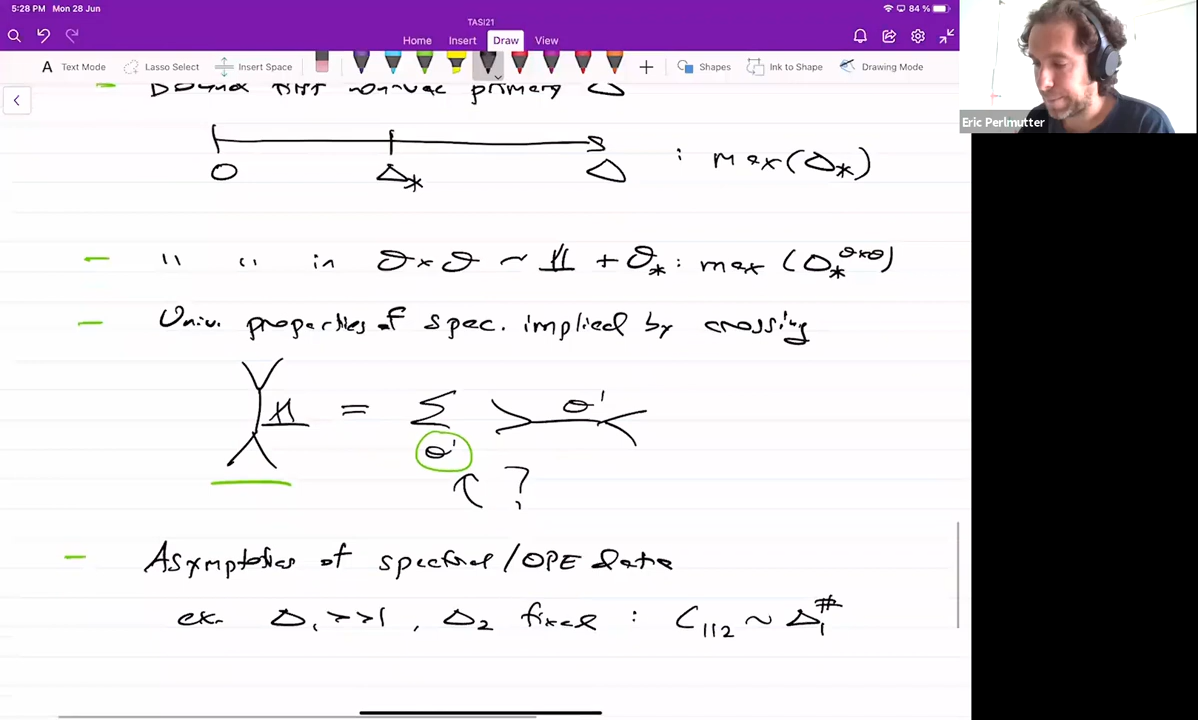 5:28 PM Mon 28 Jun
84 %
TASI21
Home Insert Draw View
Text Mode Lasso Select Insert Space Shapes Ink to Shape Drawing Mode
Eric Perlmutter
primary Δ
0 Δ* Δ : max(Δ*)
– " " in O×O ~ 𝟙 + O* : max (Δ*^{O×O})
– Univ. properties of spec. implied by crossing
𝟙 = Σ O'
O'
↑ ?
– Asymptotics of spectral/OPE data
ex. Δ₁ >>1, Δ₂ fixed : C₁₁₂ ~ Δ₁^#